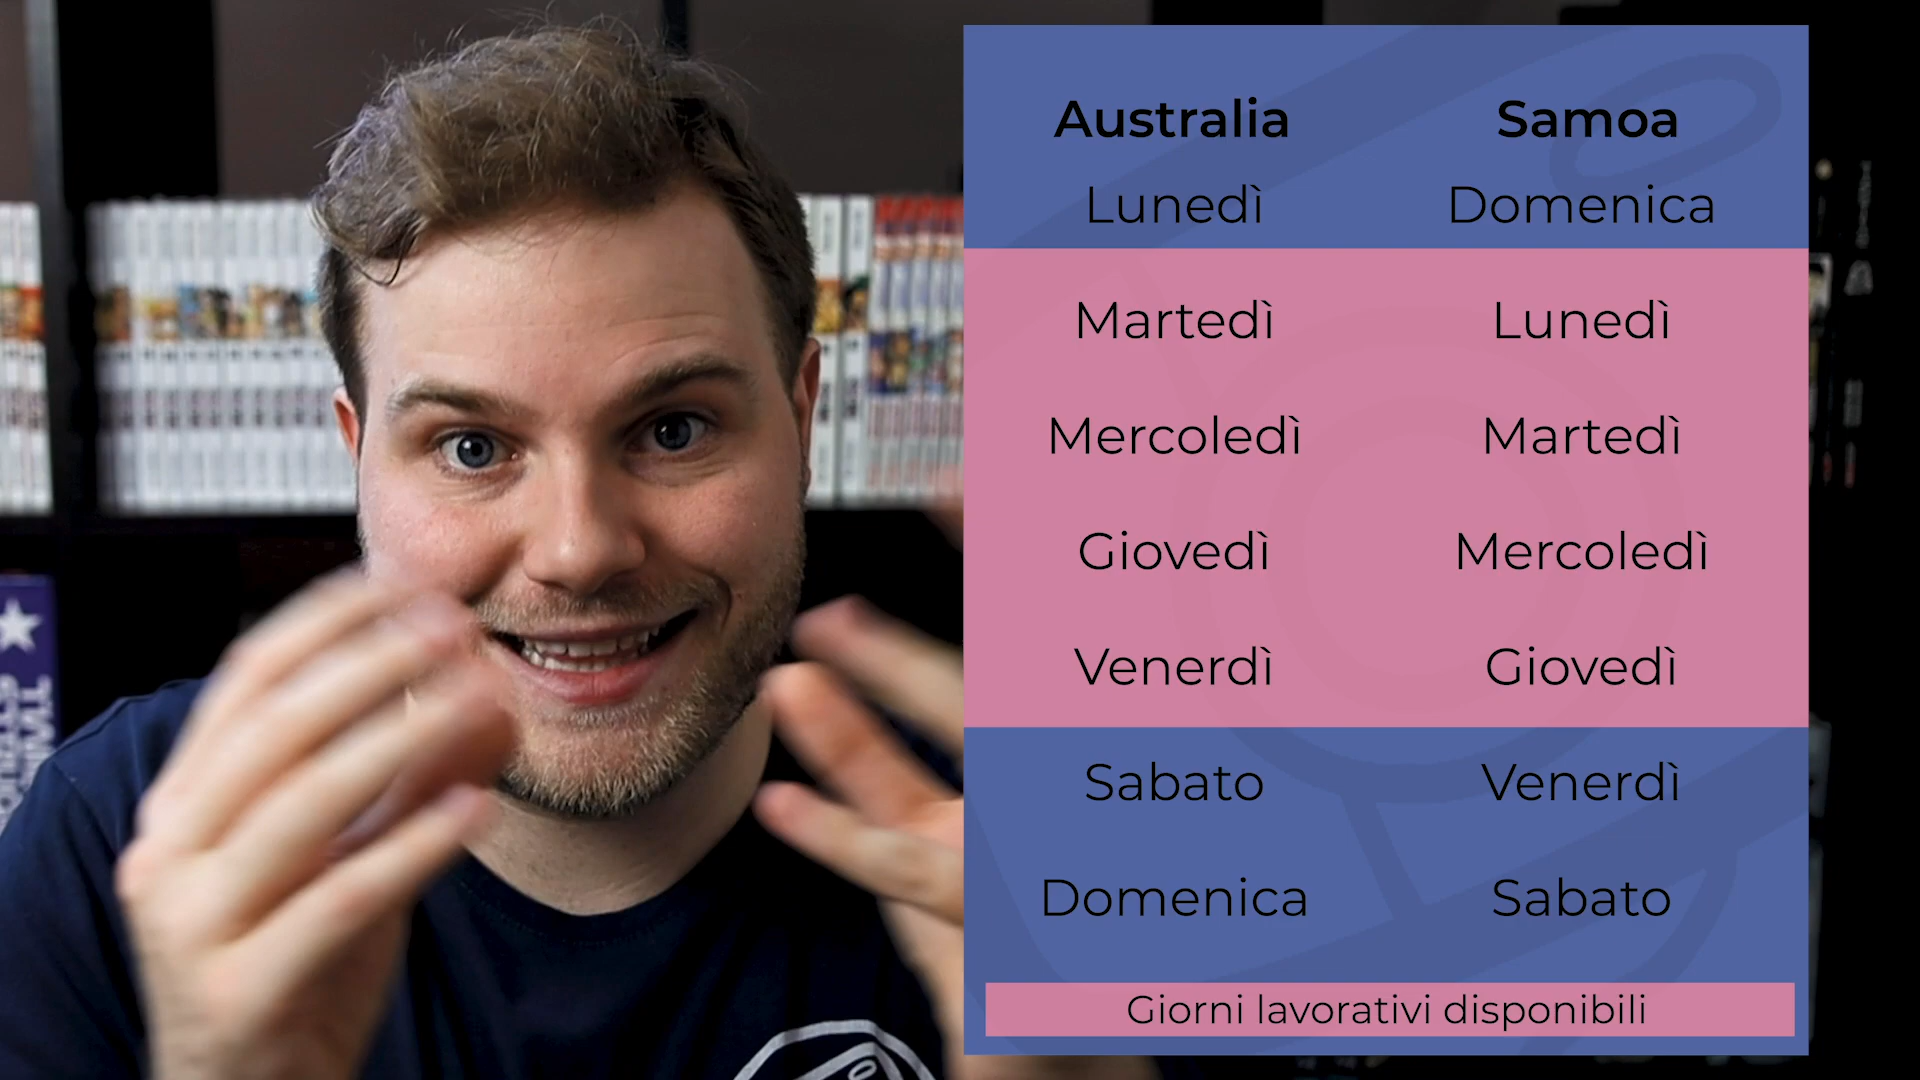 Australia Samoa
Lunedì Domenica
Martedì Lunedì
Mercoledì Martedì
Giovedì Mercoledì
Venerdì Giovedì
Sabato Venerdì
Domenica Sabato
Giorni lavorativi disponibili